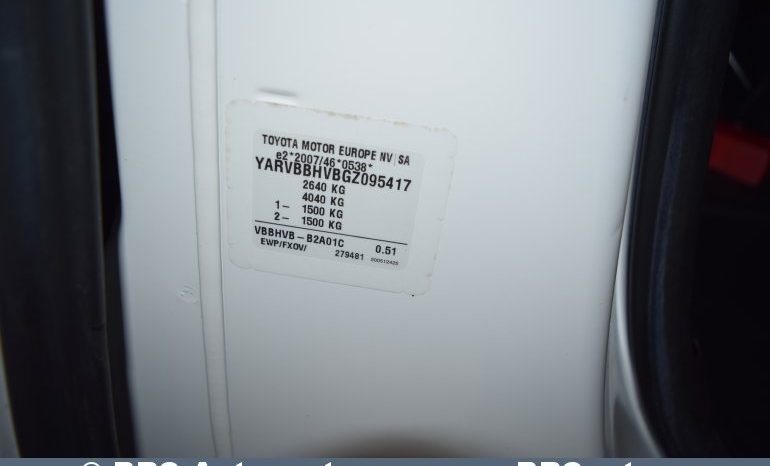 TOYOTA MOTOR EUROPE NV SA
e2*2007/46*0538*
YARVBBHVBGZ095417
2640 KG
4040 KG
1- 1500 KG
2- 1500 KG
VBBHVB-B2A01C 0.51
EWP/FXOV/ 279481